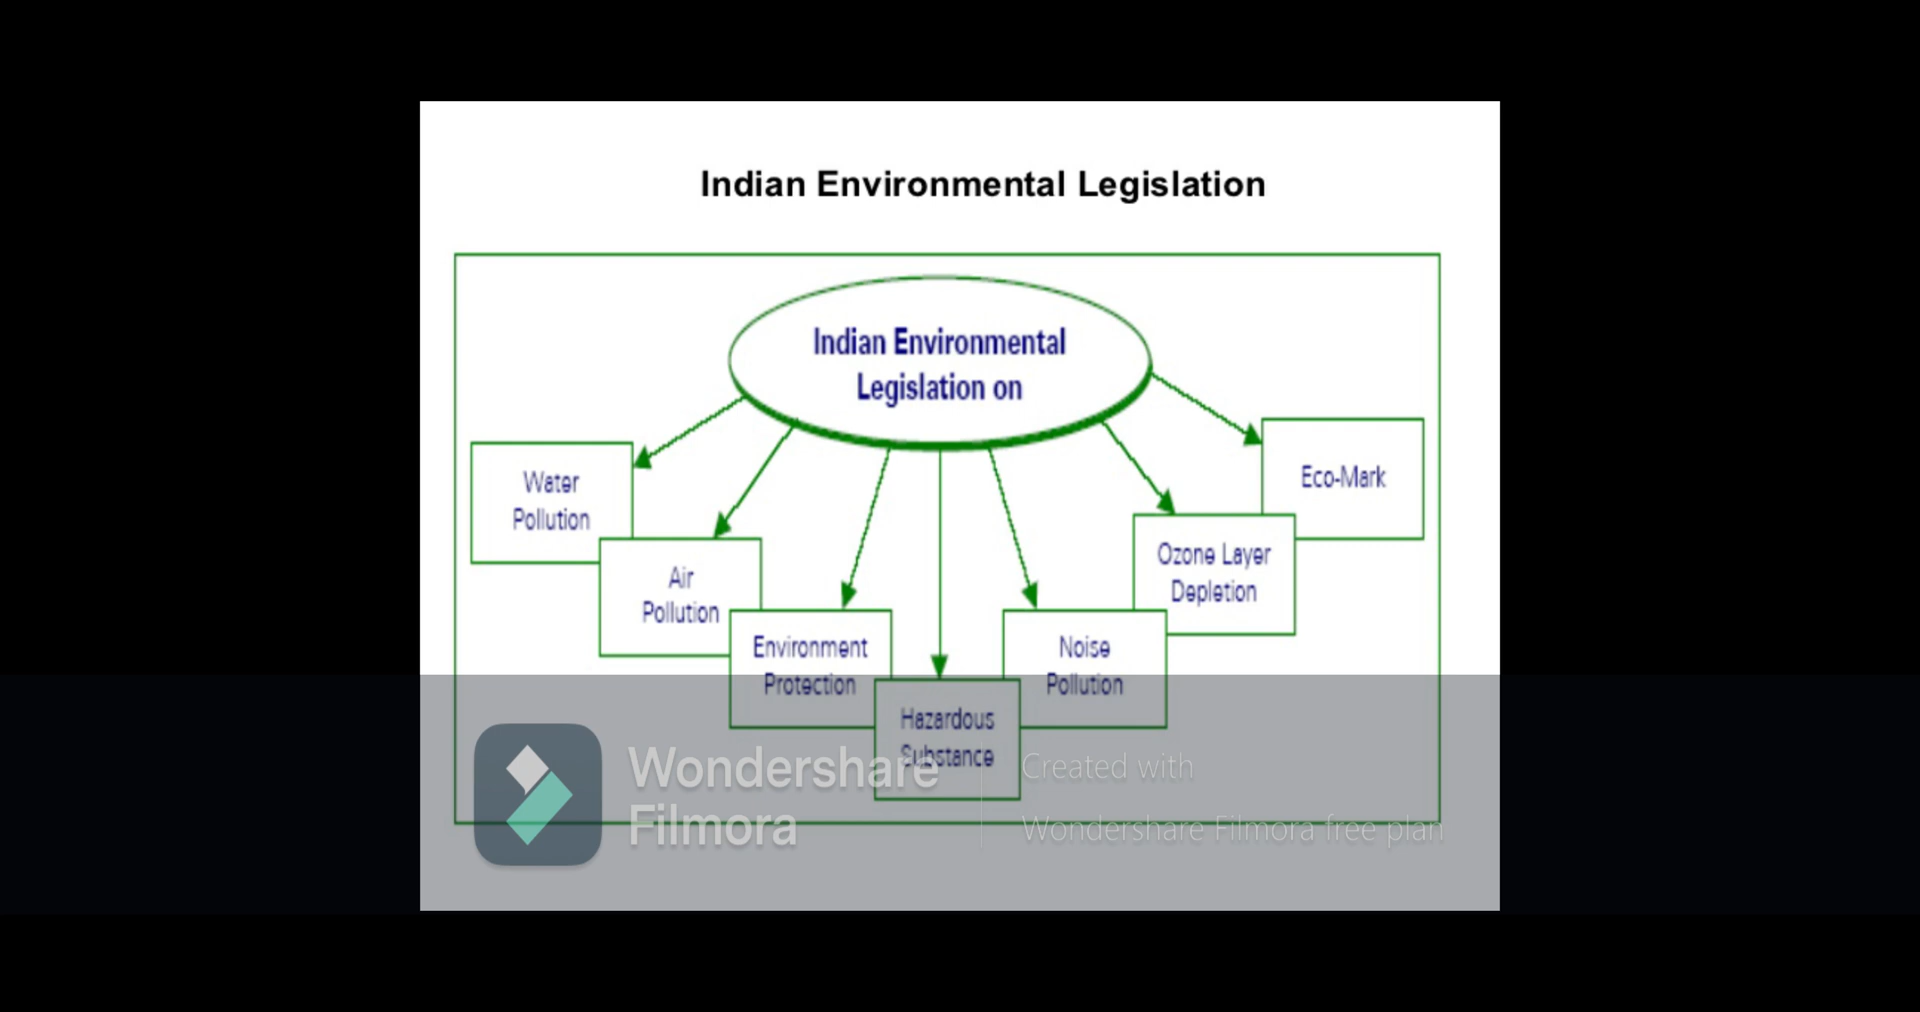 Indian Environmental Legislation
Indian Environmental
Legislation on
Water
Pollution
Air
Pollution
Environment
Protection
Hazardous
Substance
Noise
Pollution
Ozone Layer
Depletion
Eco-Mark
Wondershare
Filmora
Created with
Wondershare Filmora free plan